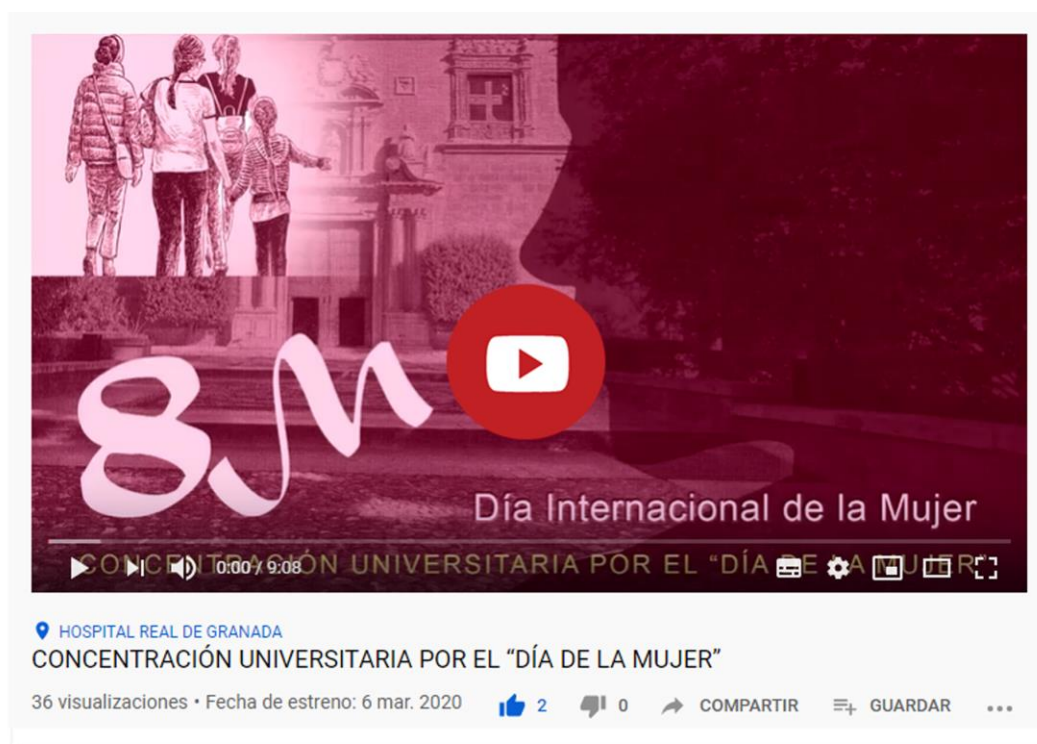 8M
Día Internacional de la Mujer
CONCENTRACIÓN UNIVERSITARIA POR EL “DÍA DE LA MUJER”
0:00 / 9:08
HOSPITAL REAL DE GRANADA
CONCENTRACIÓN UNIVERSITARIA POR EL “DÍA DE LA MUJER”
36 visualizaciones • Fecha de estreno: 6 mar. 2020 2 0 COMPARTIR GUARDAR